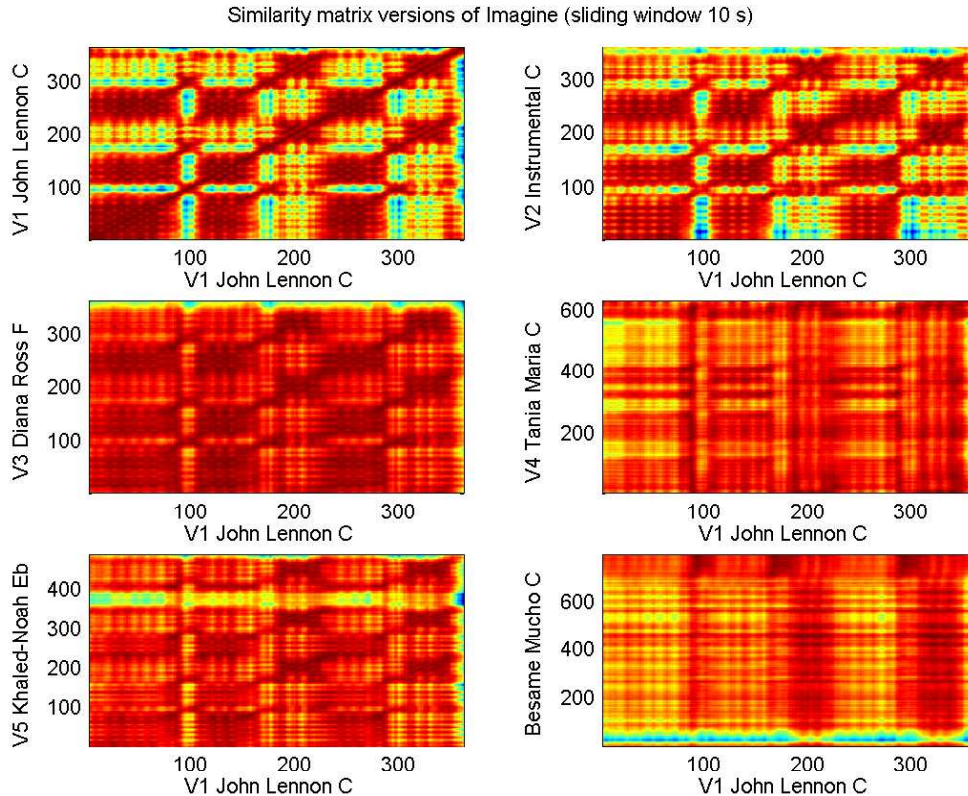 Similarity matrix versions of Imagine (sliding window 10 s)
V1 John Lennon C
300
200
100
100 200 300
V1 John Lennon C
V2 Instrumental C
300
200
100
100 200 300
V1 John Lennon C
V3 Diana Ross F
300
200
100
100 200 300
V1 John Lennon C
V4 Tania Maria C
600
400
200
100 200 300
V1 John Lennon C
V5 Khaled-Noah Eb
400
300
200
100
100 200 300
V1 John Lennon C
Besame Mucho C
600
400
200
100 200 300
V1 John Lennon C